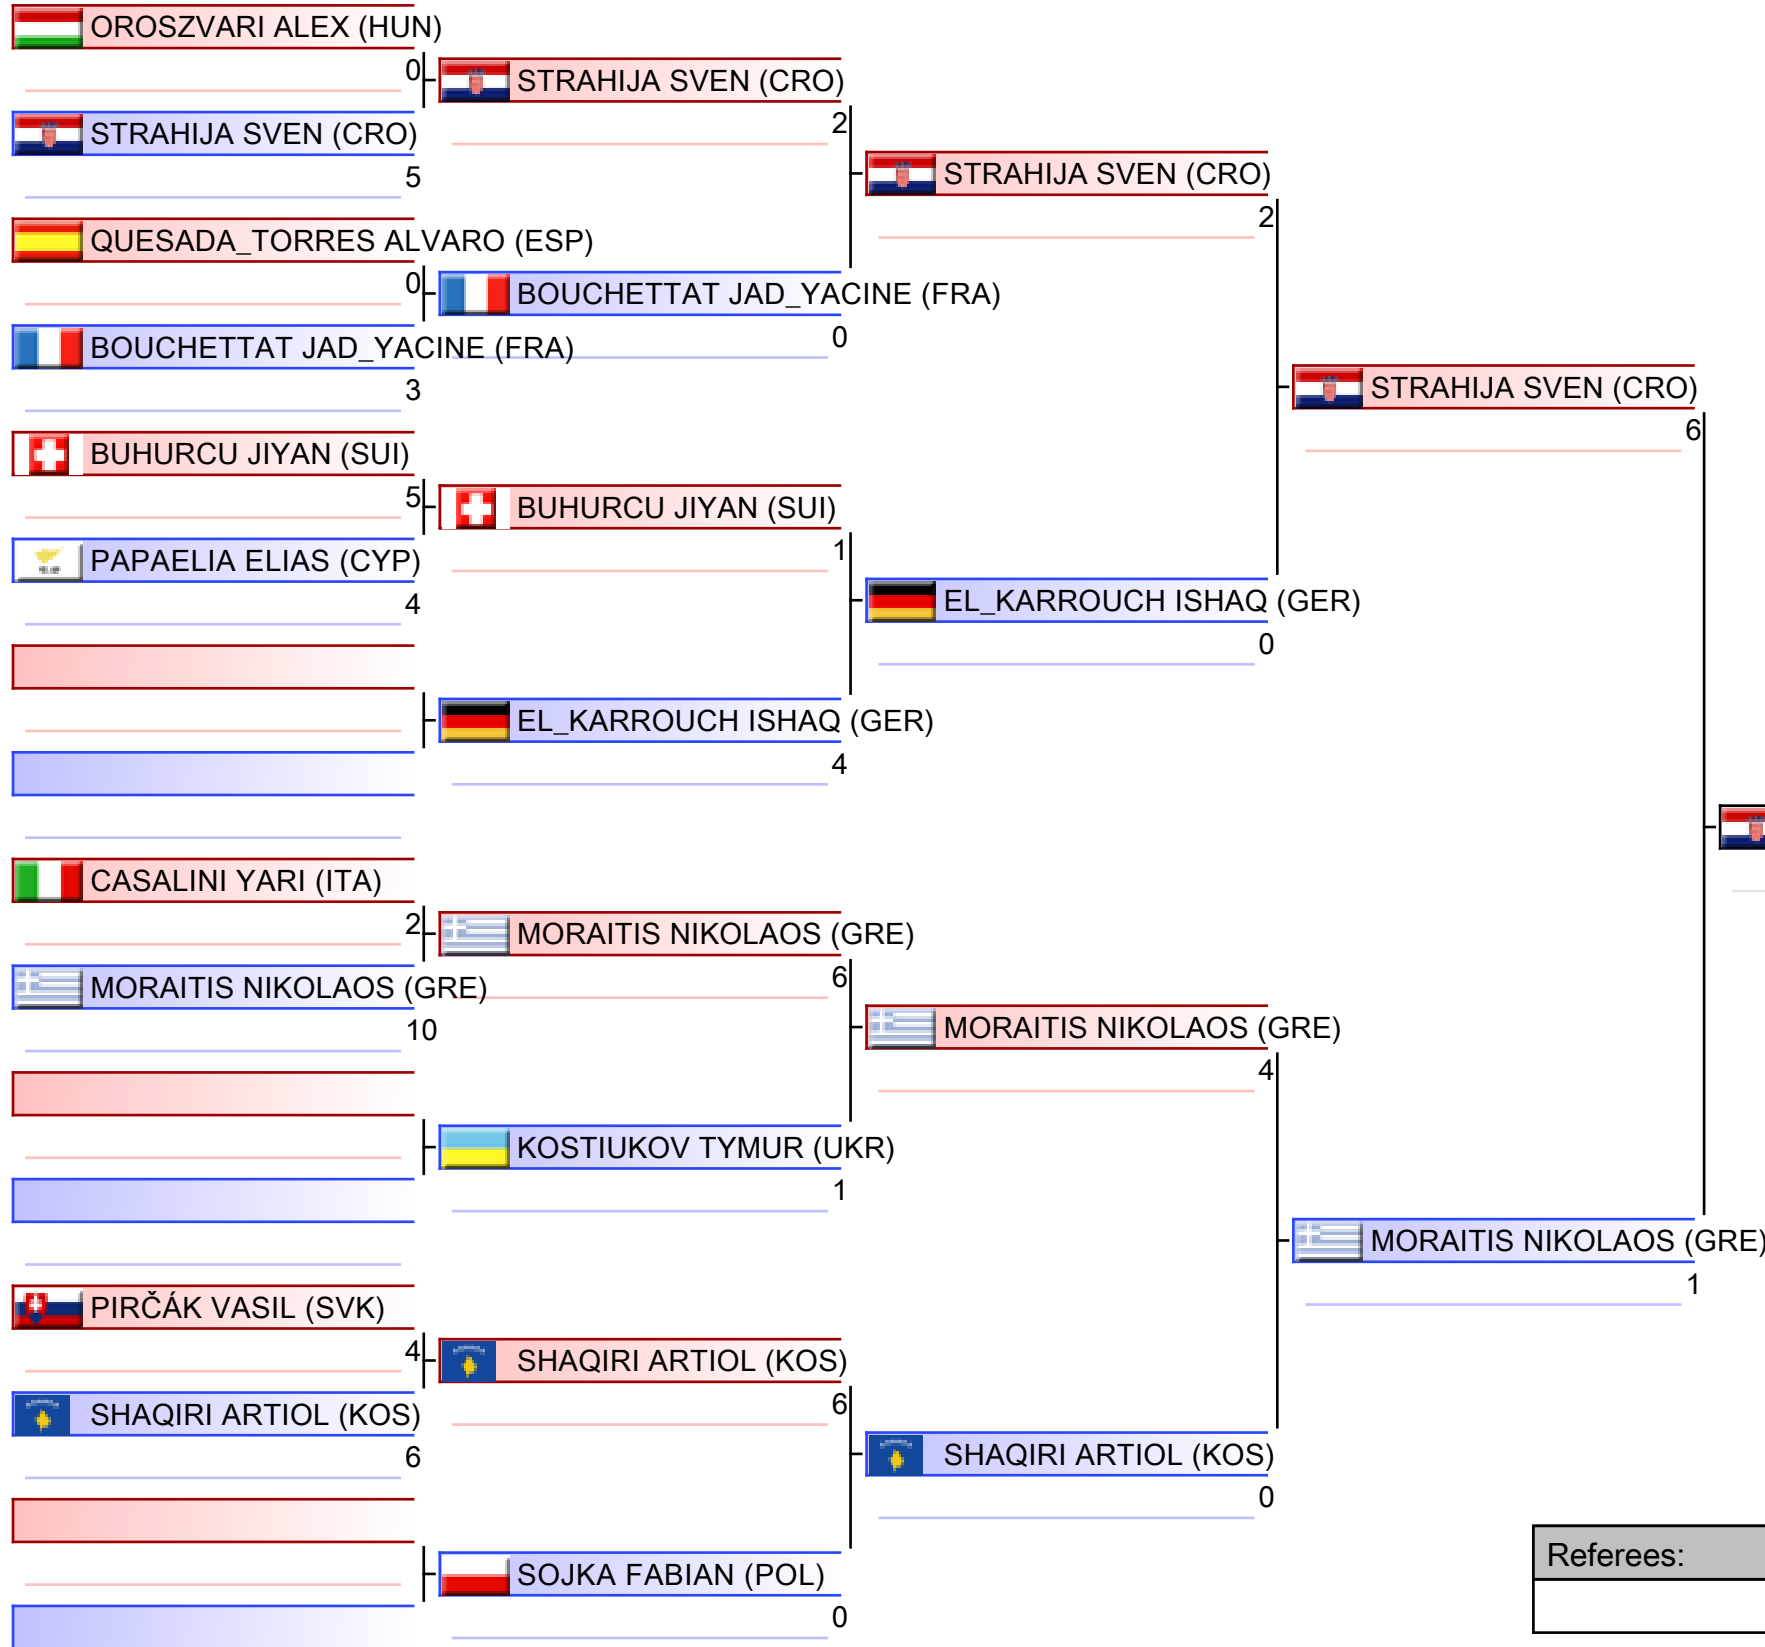 OROSZVARI ALEX (HUN)
0
STRAHIJA SVEN (CRO)
5
QUESADA_TORRES ALVARO (ESP)
0
BOUCHETTAT JAD_YACINE (FRA)
3
BUHURCU JIYAN (SUI)
5
PAPAELIA ELIAS (CYP)
4
CASALINI YARI (ITA)
2
MORAITIS NIKOLAOS (GRE)
10
PIRČÁK VASIL (SVK)
4
SHAQIRI ARTIOL (KOS)
6
STRAHIJA SVEN (CRO)
2
BOUCHETTAT JAD_YACINE (FRA)
0
BUHURCU JIYAN (SUI)
1
EL_KARROUCH ISHAQ (GER)
4
MORAITIS NIKOLAOS (GRE)
6
KOSTIUKOV TYMUR (UKR)
1
SHAQIRI ARTIOL (KOS)
6
SOJKA FABIAN (POL)
0
STRAHIJA SVEN (CRO)
2
EL_KARROUCH ISHAQ (GER)
0
MORAITIS NIKOLAOS (GRE)
4
SHAQIRI ARTIOL (KOS)
0
STRAHIJA SVEN (CRO)
6
MORAITIS NIKOLAOS (GRE)
1
Referees: